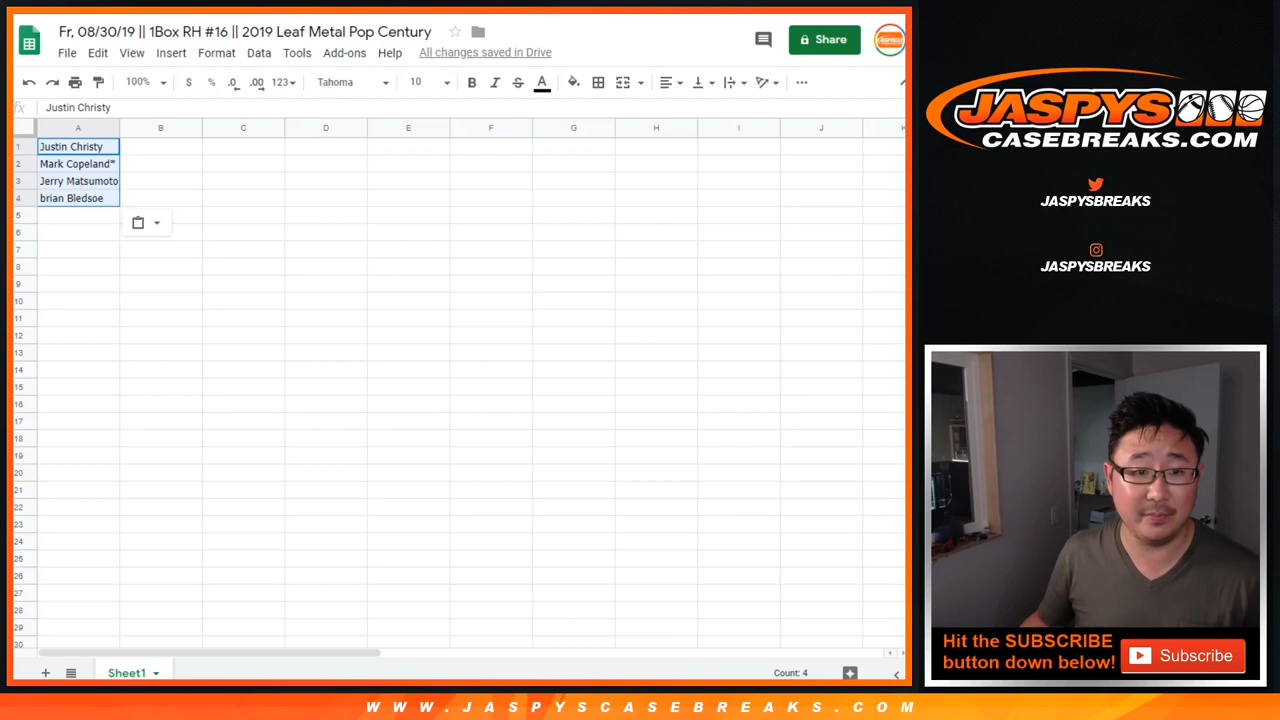 Fr, 08/30/19 || 1Box RH #16 || 2019 Leaf Metal Pop Century
File Edit View Insert Format Data Tools Add-ons Help All changes saved in Drive
Share
100% $ % .0 .00 123 Tahoma 10 B I S A
fx Justin Christy
A B C D E F G H I J K
1 Justin Christy
2 Mark Copeland*
3 Jerry Matsumoto
4 brian Bledsoe
5
6
7
8
9
10
11
12
13
14
15
16
17
18
19
20
21
22
23
24
25
26
27
28
29
30
Sheet1
Count: 4
JASPYS
CASEBREAKS.COM
JASPYSBREAKS
JASPYSBREAKS
Hit the SUBSCRIBE
button down below!
Subscribe
WWW.JASPYSCASEBREAKS.COM